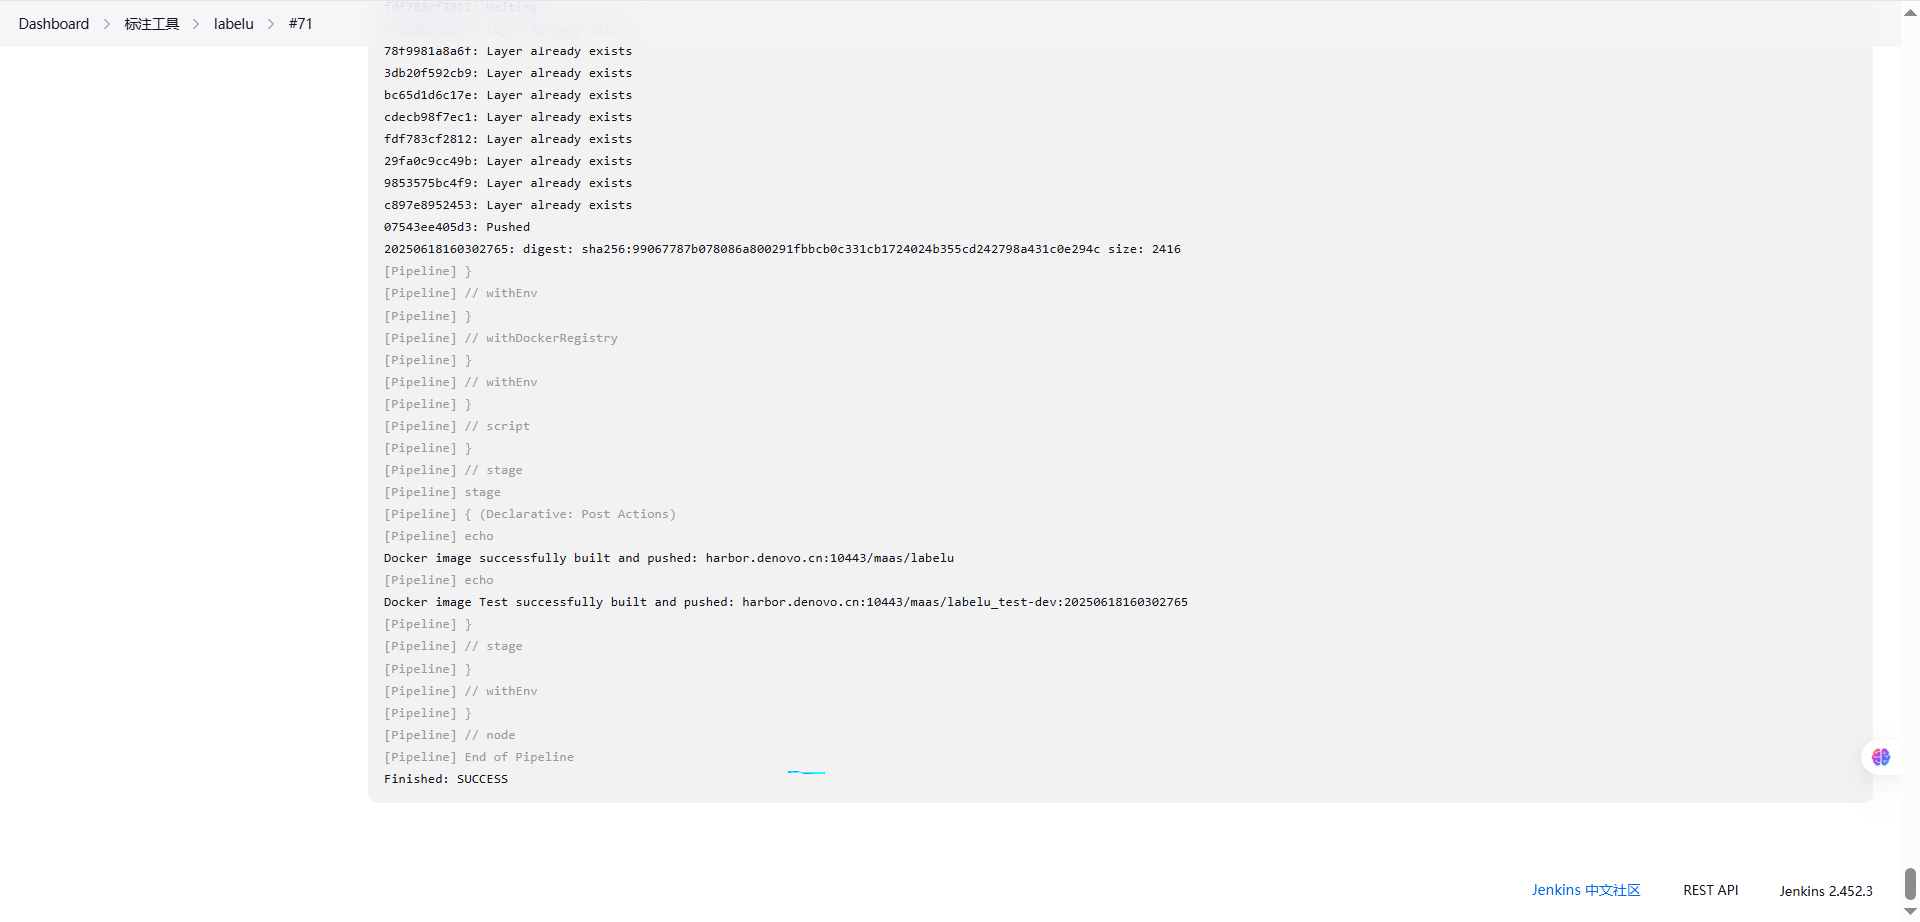 Dashboard > 标注工具 > labelu > #71
fdf783cf2812: Waiting
78f9981a8a6f: Layer already exists
3db20f592cb9: Layer already exists
bc65d1d6c17e: Layer already exists
cdecb98f7ec1: Layer already exists
fdf783cf2812: Layer already exists
29fa0c9cc49b: Layer already exists
9853575bc4f9: Layer already exists
c897e8952453: Layer already exists
07543ee405d3: Pushed
20250618160302765: digest: sha256:99067787b078086a800291fbbcb0c331cb1724024b355cd242798a431c0e294c size: 2416
[Pipeline] }
[Pipeline] // withEnv
[Pipeline] }
[Pipeline] // withDockerRegistry
[Pipeline] }
[Pipeline] // withEnv
[Pipeline] }
[Pipeline] // script
[Pipeline] }
[Pipeline] // stage
[Pipeline] stage
[Pipeline] { (Declarative: Post Actions)
[Pipeline] echo
Docker image successfully built and pushed: harbor.denovo.cn:10443/maas/labelu
[Pipeline] echo
Docker image Test successfully built and pushed: harbor.denovo.cn:10443/maas/labelu_test-dev:20250618160302765
[Pipeline] }
[Pipeline] // stage
[Pipeline] }
[Pipeline] // withEnv
[Pipeline] }
[Pipeline] // node
[Pipeline] End of Pipeline
Finished: SUCCESS
Jenkins 中文社区 REST API Jenkins 2.452.3